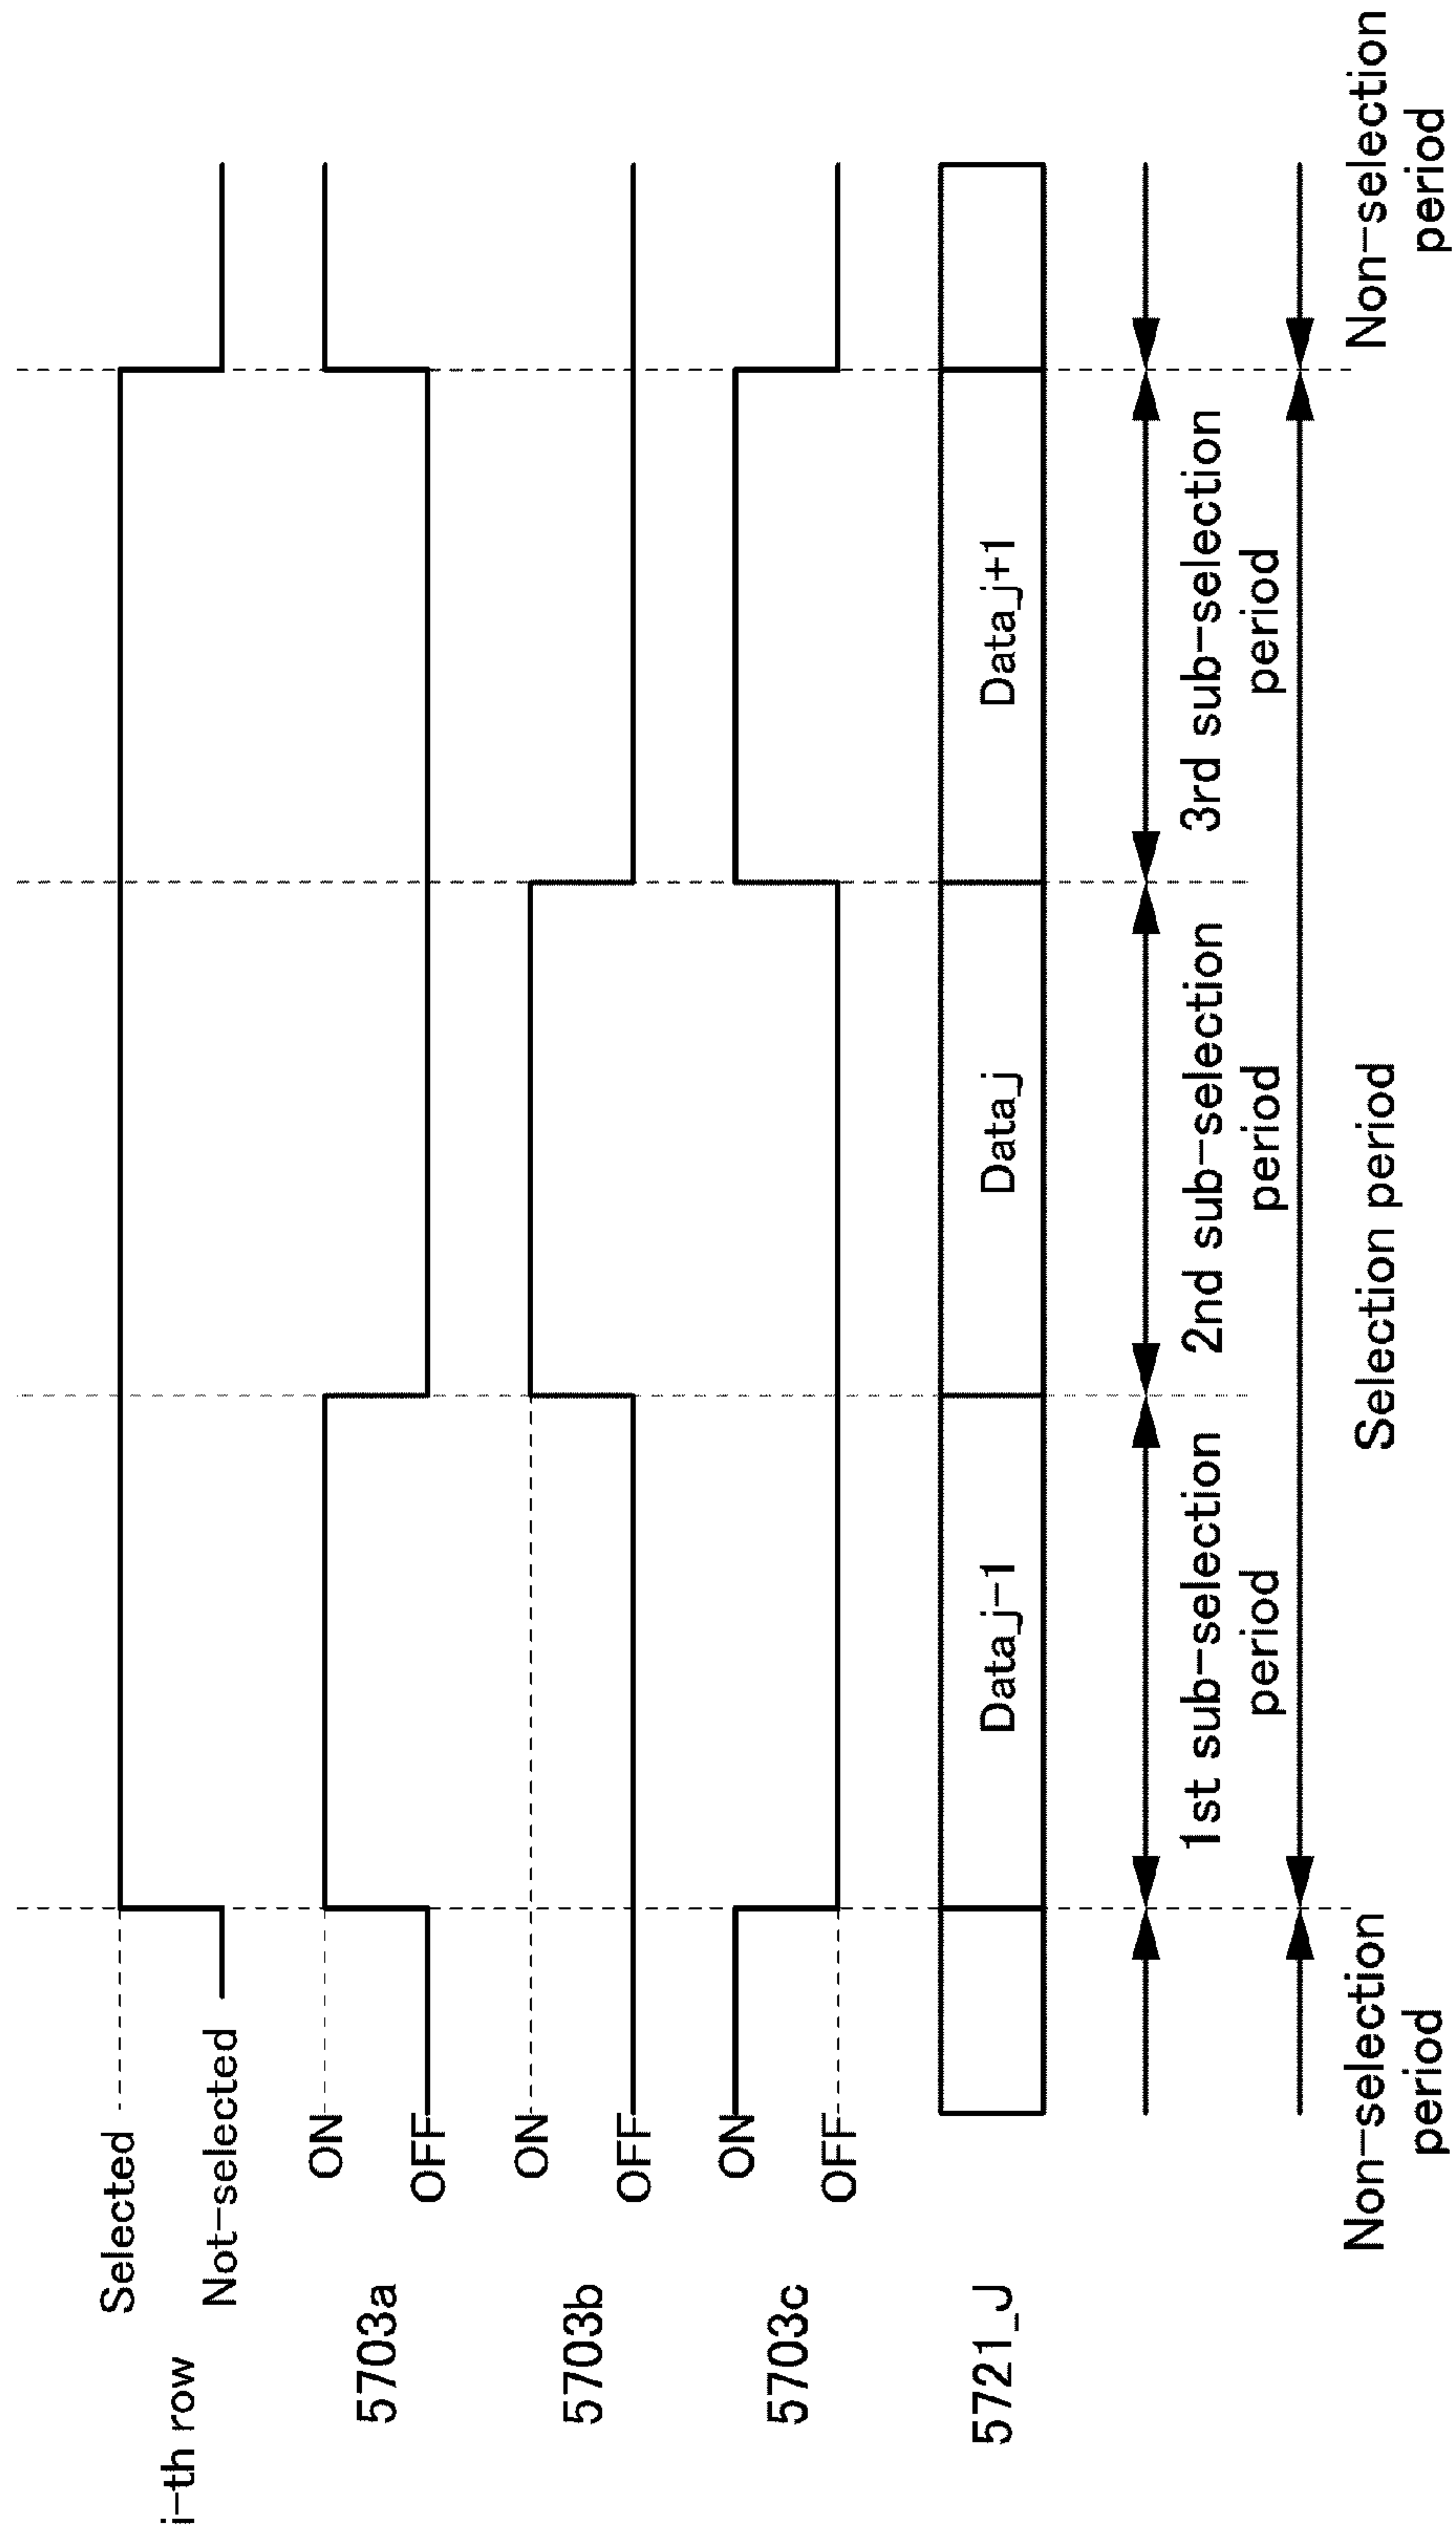 Selected
i-th row
Not-selected
ON
5703a
OFF
ON
5703b
OFF
ON
5703c
OFF
5721_J
Data_j-1
Data_j
Data_j+1
1st sub-selection
period
2nd sub-selection
period
3rd sub-selection
period
Non-selection
period
Selection period
Non-selection
period